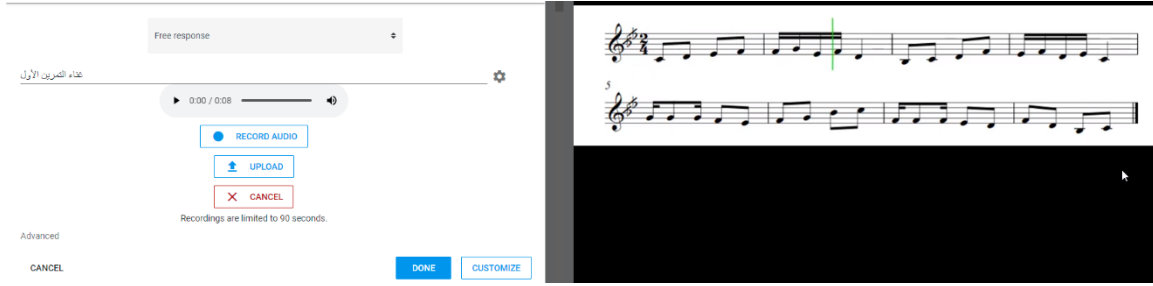 Free response
غناء التمرين الأول
0:00 / 0:08
RECORD AUDIO
UPLOAD
CANCEL
Recordings are limited to 90 seconds.
Advanced
CANCEL
DONE
CUSTOMIZE
2
4
5